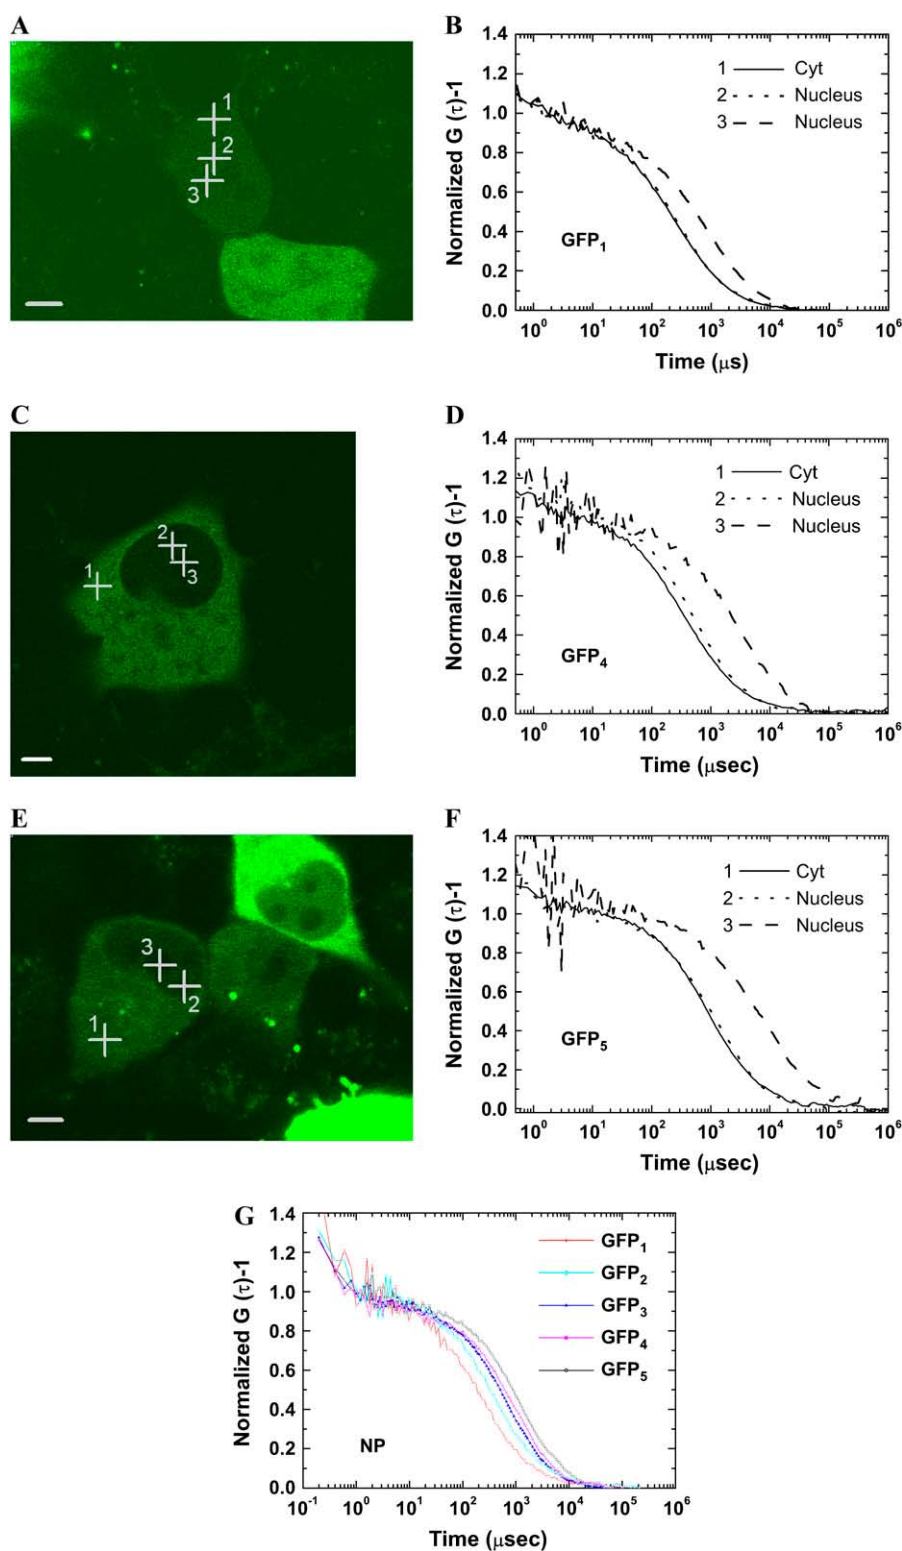 A
1
2
3
B
Normalized G (τ)-1
1.4
1.2
1.0
0.8
0.6
0.4
0.2
0.0
1 Cyt
2 Nucleus
3 Nucleus
GFP1
10^0 10^1 10^2 10^3 10^4 10^5 10^6
Time (μs)
C
2
3
1
D
Normalized G (τ)-1
1.4
1.2
1.0
0.8
0.6
0.4
0.2
0.0
1 Cyt
2 Nucleus
3 Nucleus
GFP4
10^0 10^1 10^2 10^3 10^4 10^5 10^6
Time (μsec)
E
3
2
1
F
Normalized G (τ)-1
1.4
1.2
1.0
0.8
0.6
0.4
0.2
0.0
1 Cyt
2 Nucleus
3 Nucleus
GFP5
10^0 10^1 10^2 10^3 10^4 10^5 10^6
Time (μsec)
G
Normalized G (τ)-1
1.4
1.2
1.0
0.8
0.6
0.4
0.2
0.0
GFP1
GFP2
GFP3
GFP4
GFP5
NP
10^-1 10^0 10^1 10^2 10^3 10^4 10^5 10^6
Time (μsec)